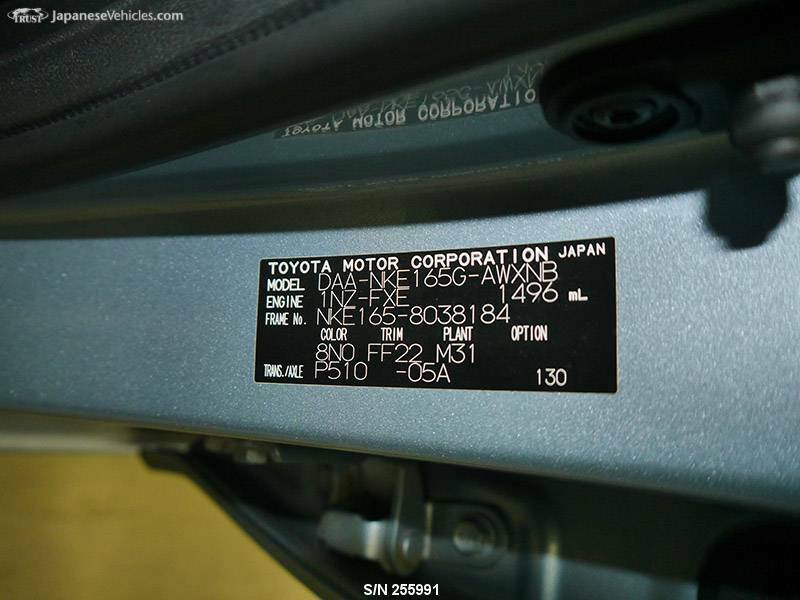 TRUST JapaneseVehicles.com
TOYOTA MOTOR CORPORATION JAPAN
MODEL DAA-NKE165G-AWXNB
ENGINE 1NZ-FXE 1496 mL
FRAME No. NKE165-8038184
COLOR TRIM PLANT OPTION
8N0 FF22 M31
TRANS./AXLE P510 -05A 130
S/N 255991